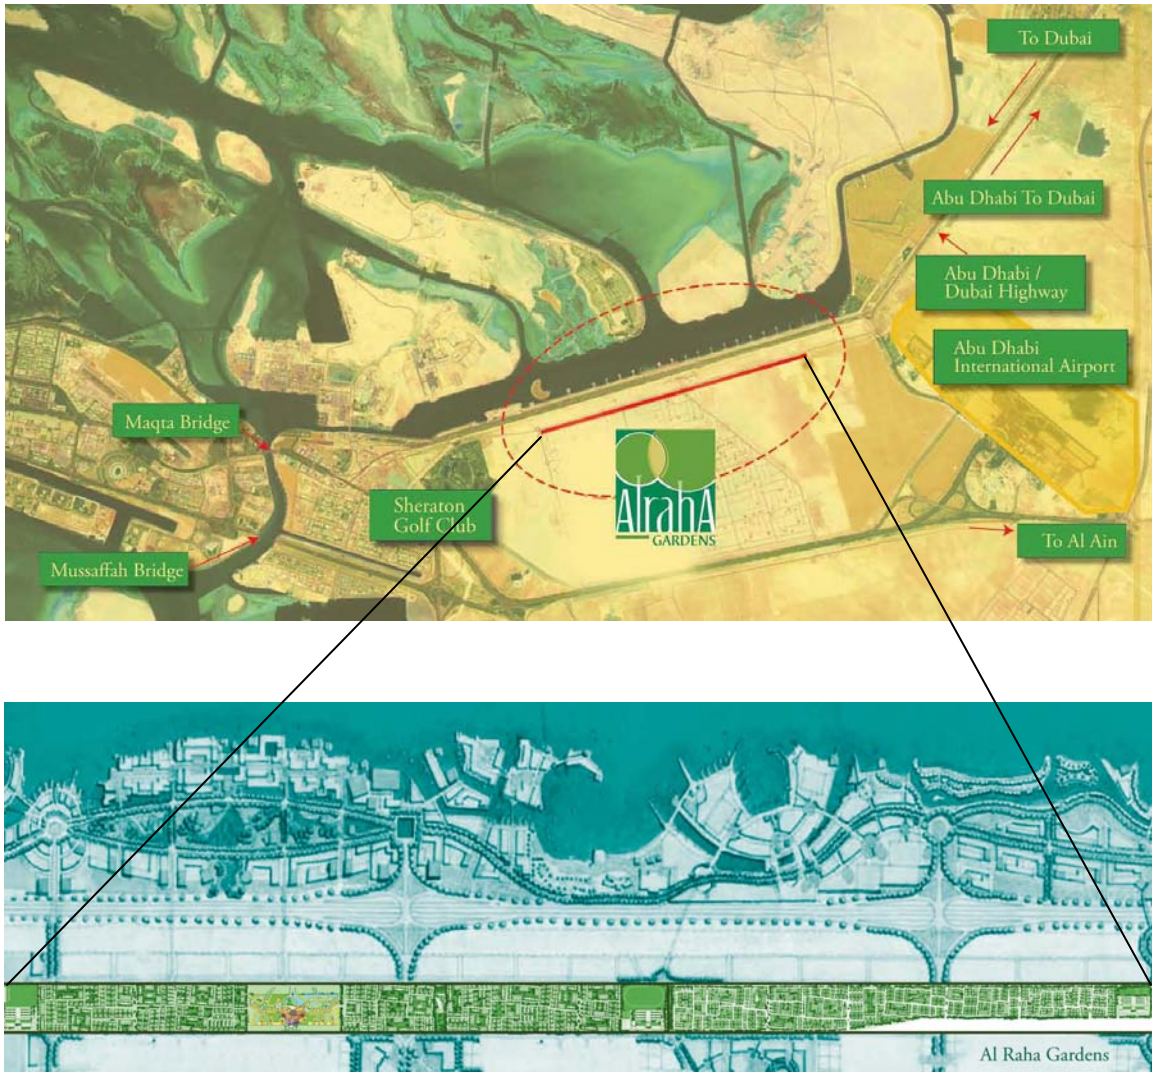 To Dubai
Abu Dhabi To Dubai
Abu Dhabi /
Dubai Highway
Abu Dhabi
International Airport
Maqta Bridge
Sheraton
Golf Club
AlrahA
GARDENS
To Al Ain
Mussaffah Bridge
Al Raha Gardens